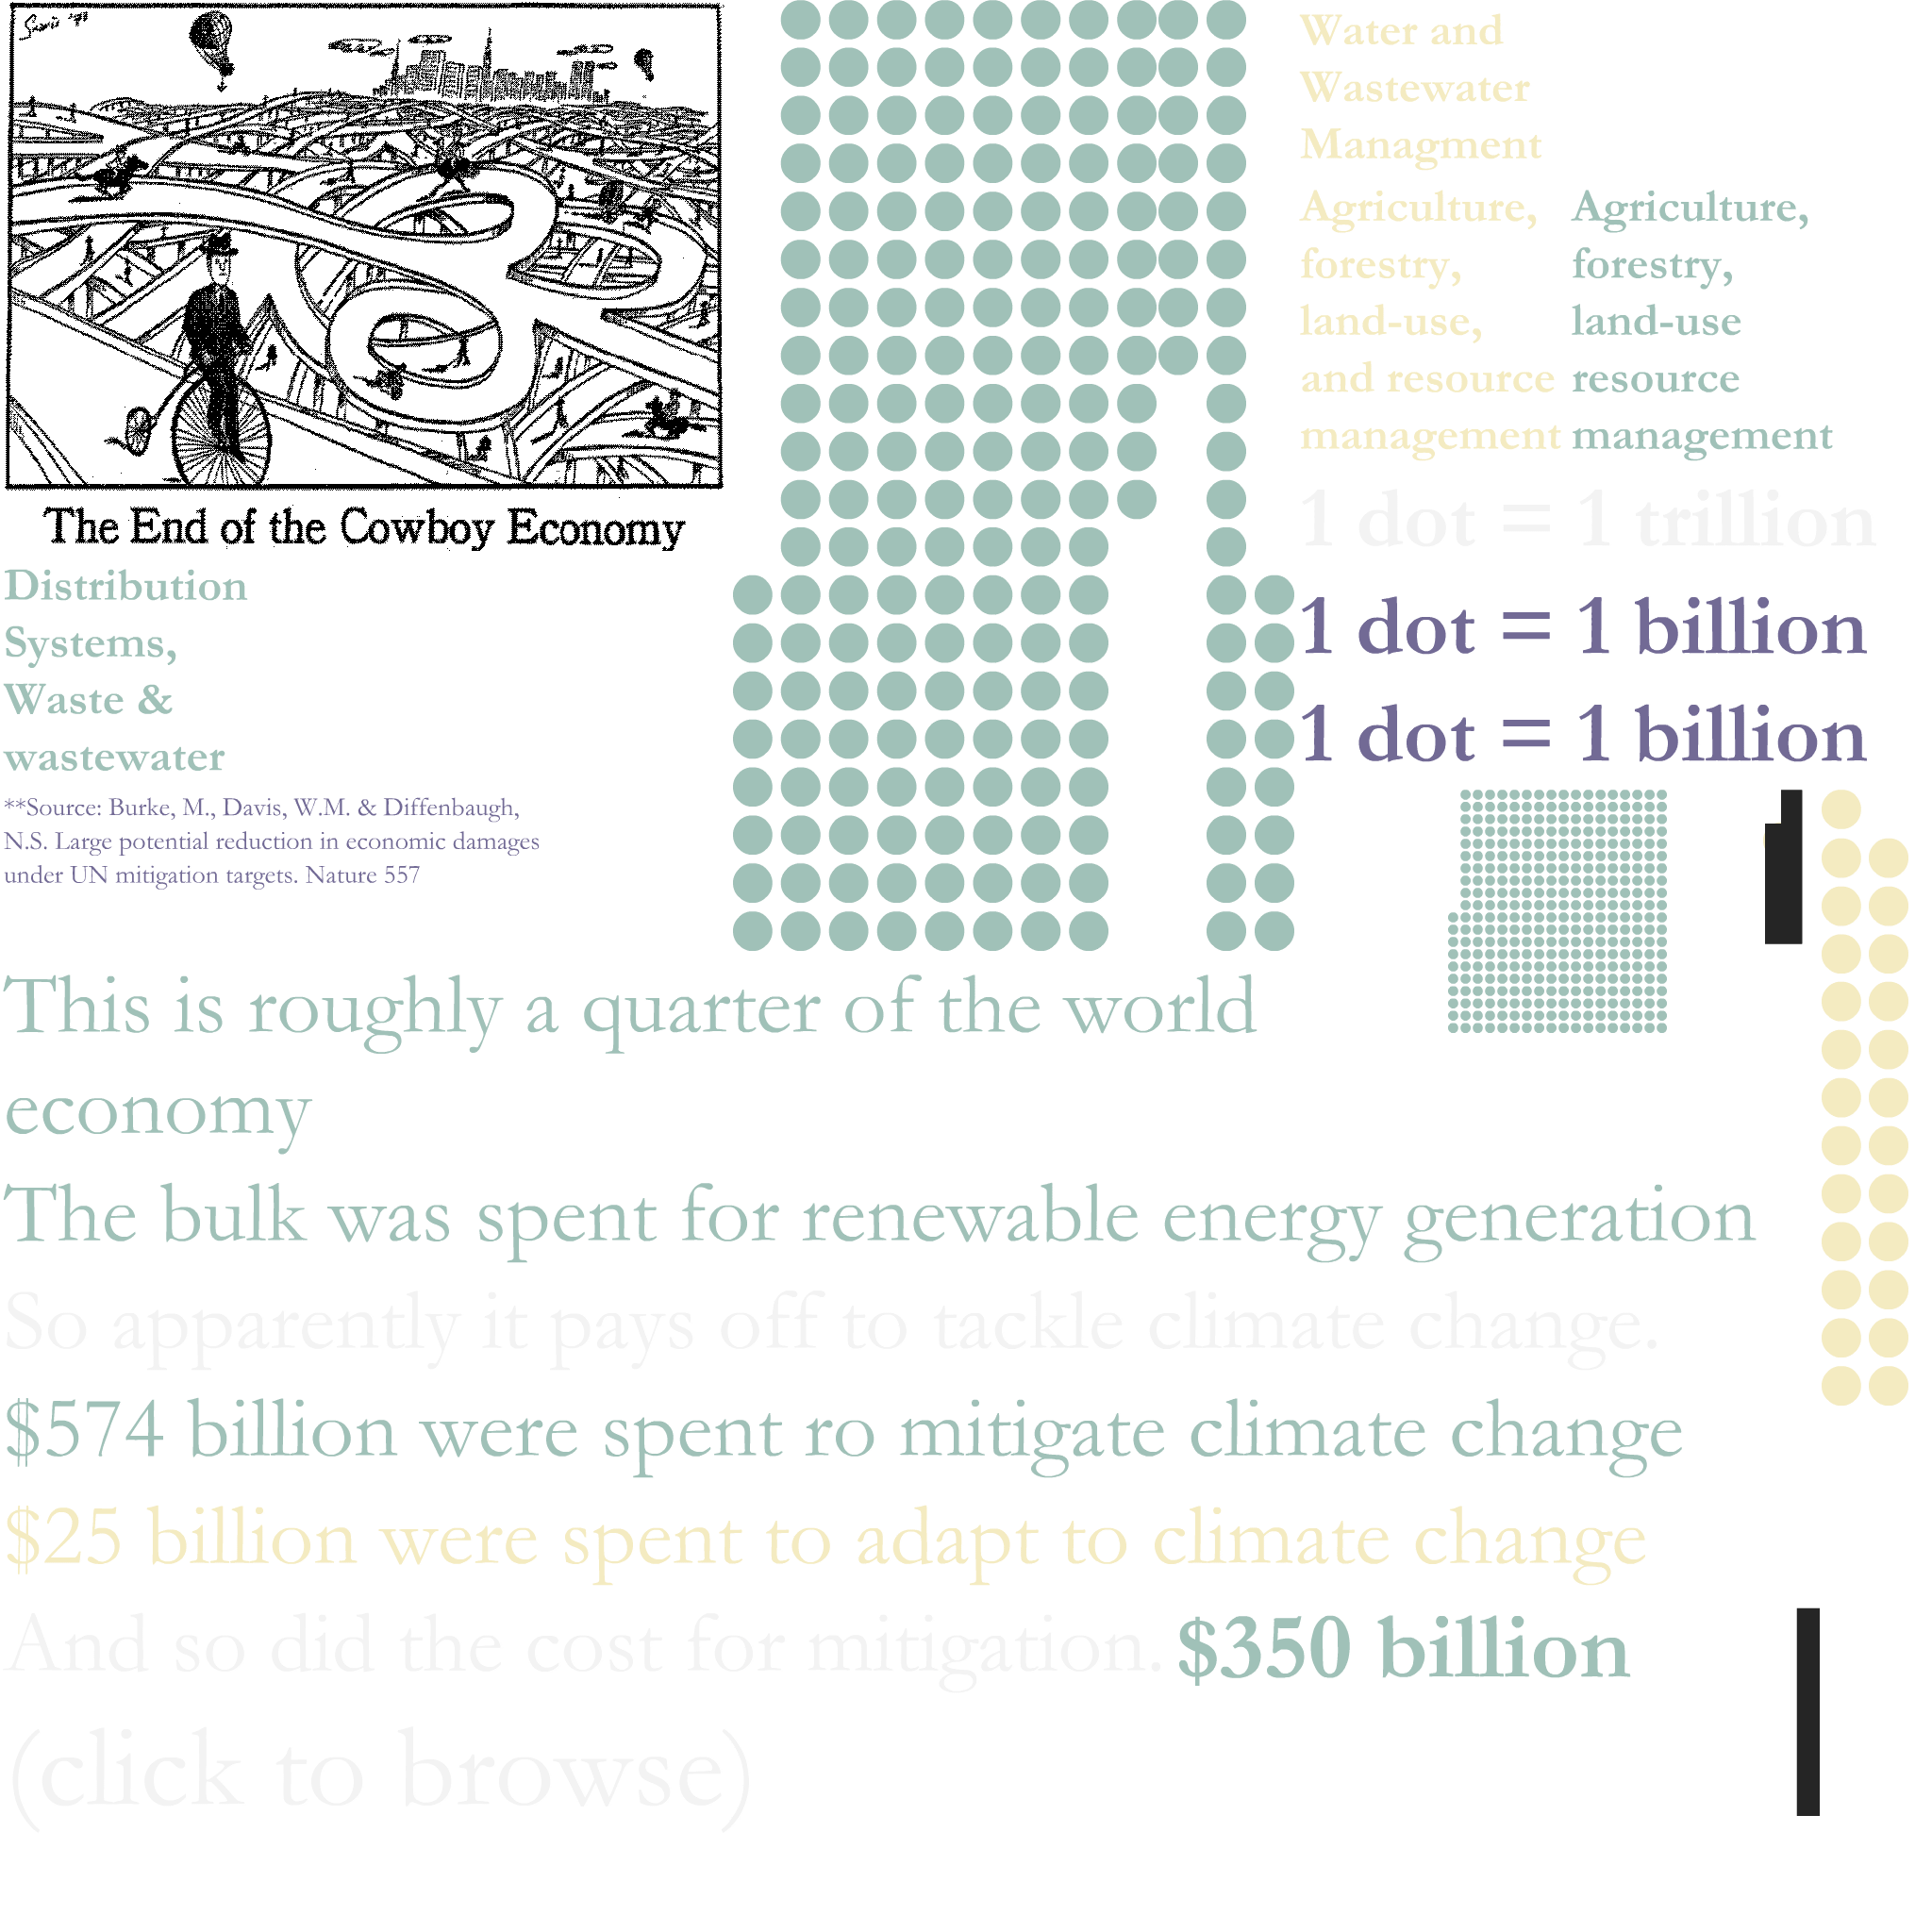 The End of the Cowboy Economy
Distribution
Systems,
Waste &
wastewater
**Source: Burke, M., Davis, W.M. & Diffenbaugh,
N.S. Large potential reduction in economic damages
under UN mitigation targets. Nature 557
Water and
Wastewater
Managment
Agriculture,
forestry,
land-use,
and resource
management
Agriculture,
forestry,
land-use
resource
management
1 dot = 1 trillion
1 dot = 1 billion
1 dot = 1 billion
This is roughly a quarter of the world
economy
The bulk was spent for renewable energy generation
So apparently it pays off to tackle climate change.
$574 billion were spent ro mitigate climate change
$25 billion were spent to adapt to climate change
And so did the cost for mitigation.
$350 billion
(click to browse)